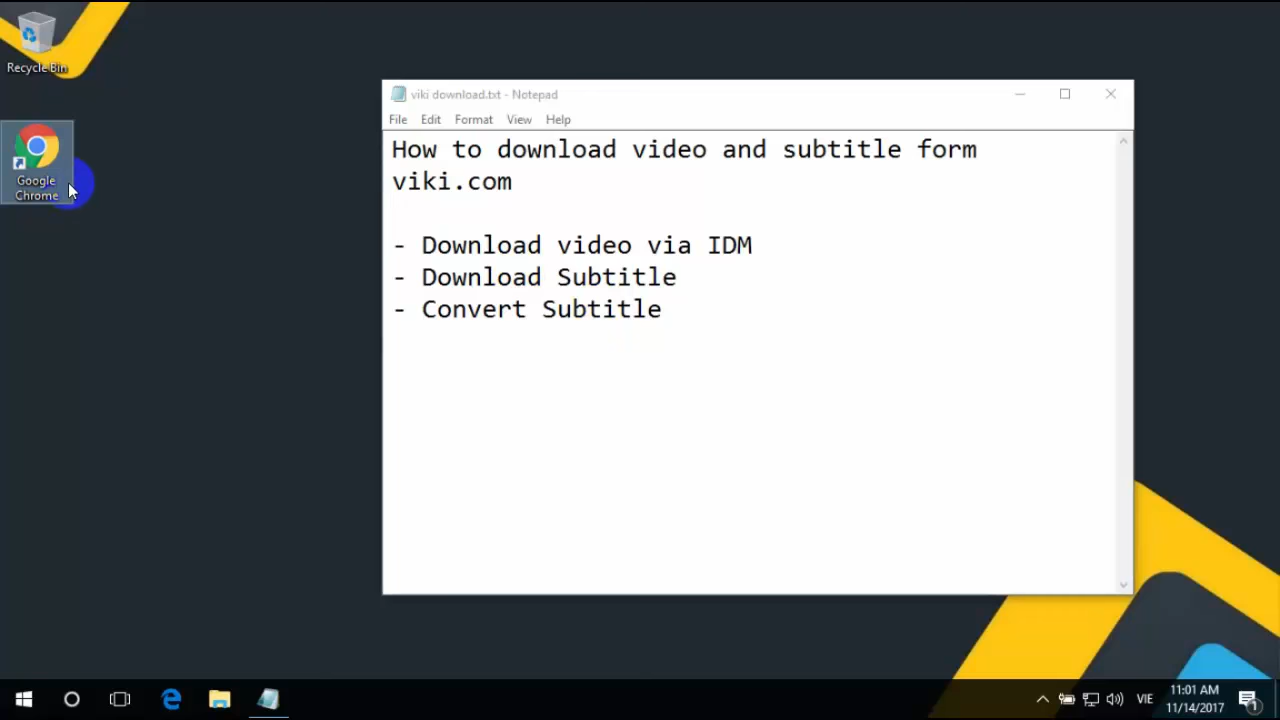 Recycle Bin
Google
Chrome
viki download.txt - Notepad
File Edit Format View Help
How to download video and subtitle form
viki.com
- Download video via IDM
- Download Subtitle
- Convert Subtitle
VIE
11:01 AM
11/14/2017
1